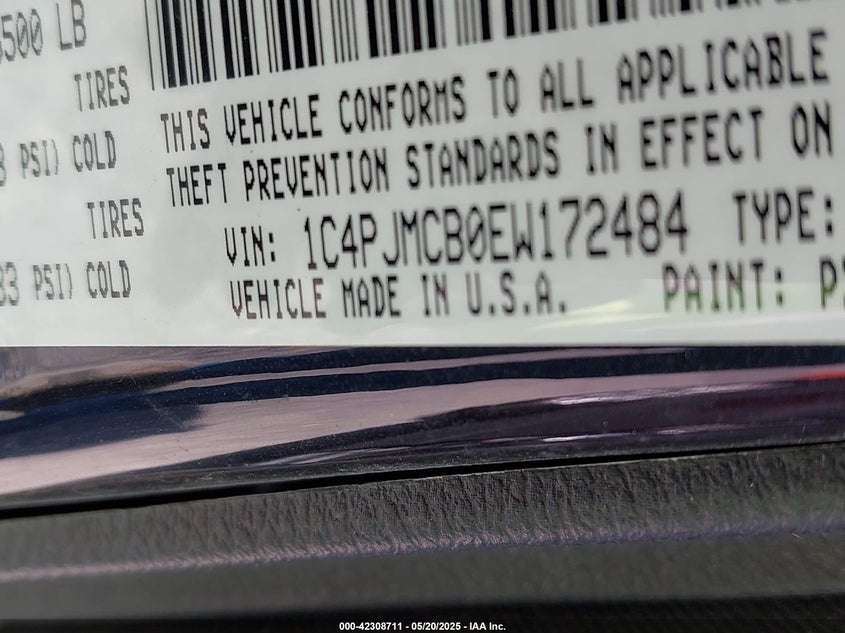 500 LB
TIRES
PSI) COLD
TIRES
33 PSI) COLD
THIS VEHICLE CONFORMS TO ALL APPLICABLE
THEFT PREVENTION STANDARDS IN EFFECT ON
VIN: 1C4PJMCB0EW172484 TYPE:
VEHICLE MADE IN U.S.A. PAINT:
000-42308711 - 05/20/2025 - IAA Inc.